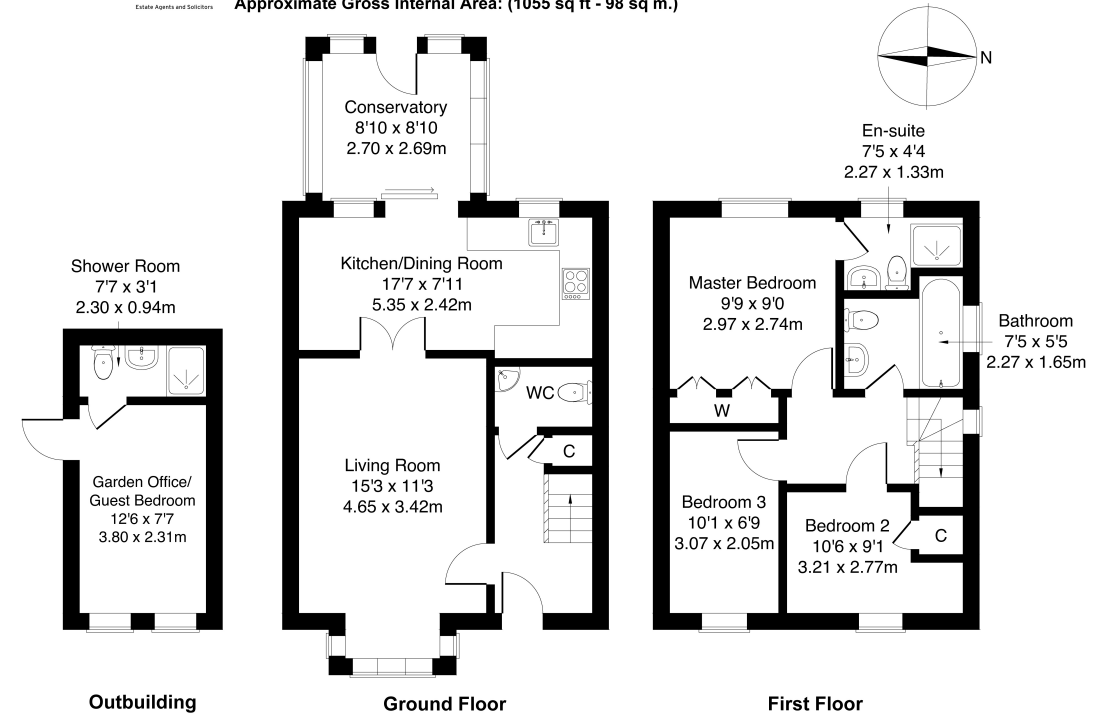 Estate Agents and Solicitors
Approximate Gross Internal Area: (1055 sq ft - 98 sq m.)
N
Conservatory
8'10 x 8'10
2.70 x 2.69m
En-suite
7'5 x 4'4
2.27 x 1.33m
Shower Room
7'7 x 3'1
2.30 x 0.94m
Kitchen/Dining Room
17'7 x 7'11
5.35 x 2.42m
Master Bedroom
9'9 x 9'0
2.97 x 2.74m
Bathroom
7'5 x 5'5
2.27 x 1.65m
WC
W
C
Living Room
15'3 x 11'3
4.65 x 3.42m
Garden Office/
Guest Bedroom
12'6 x 7'7
3.80 x 2.31m
Bedroom 3
10'1 x 6'9
3.07 x 2.05m
Bedroom 2
10'6 x 9'1
3.21 x 2.77m
C
Outbuilding
Ground Floor
First Floor